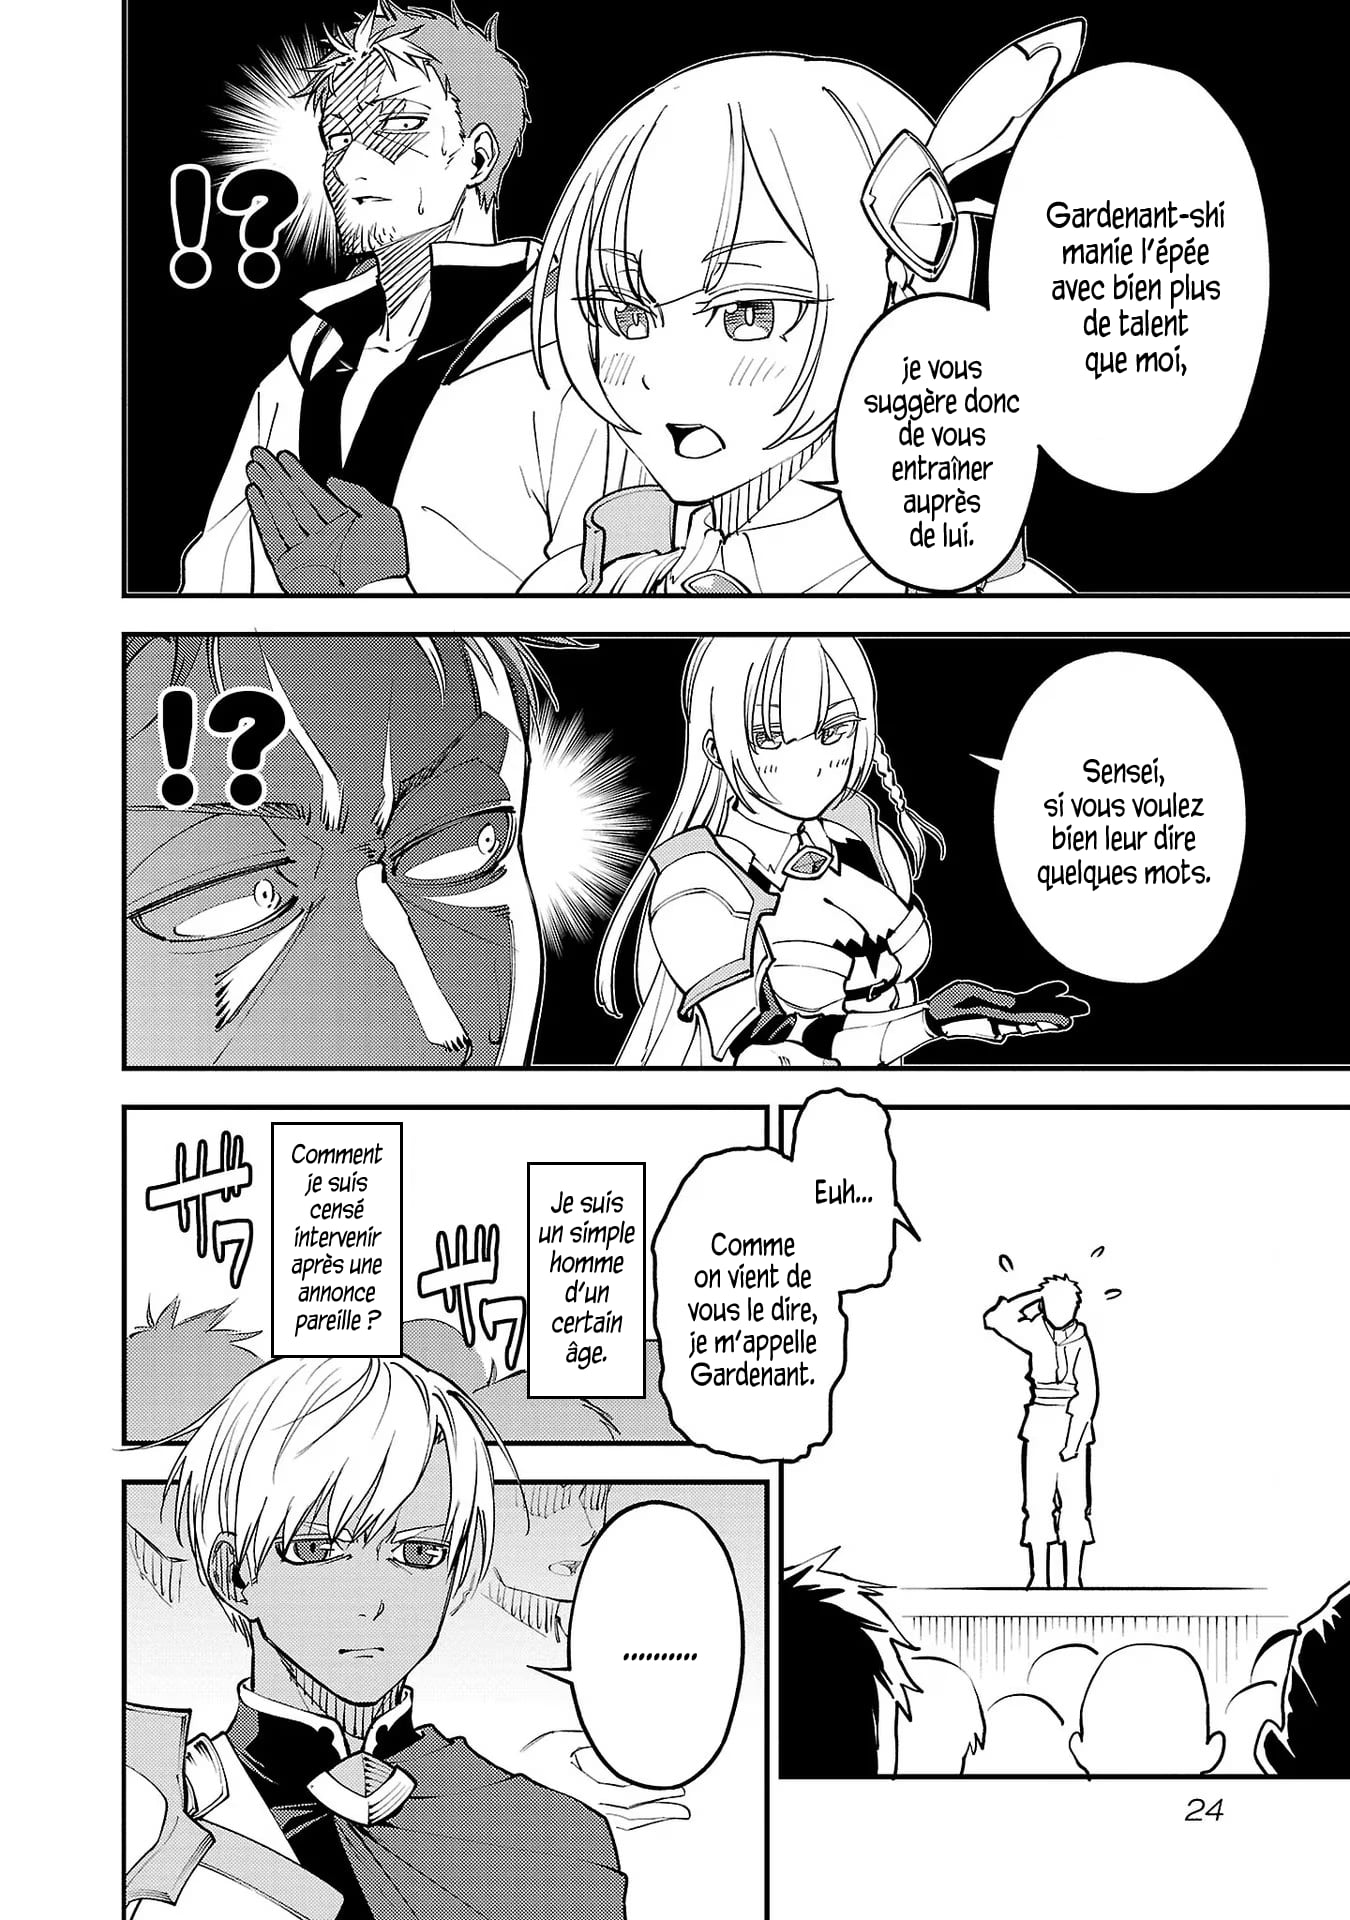 Gardenant-shi
manie l'épée
avec bien plus
de talent
que moi,
je vous
suggère donc
de vous
entraîner
auprès
de lui.
!?
Sensei,
si vous voulez
bien leur dire
quelques mots.
!?
Euh...
Comme
on vient de
vous le dire,
je m'appelle
Gardenant.
Je suis
un simple
homme
d'un
certain
âge.
ザワ
Comment
je suis
censé
intervenir
après une
annonce
pareille ?
ザワ
..........
24